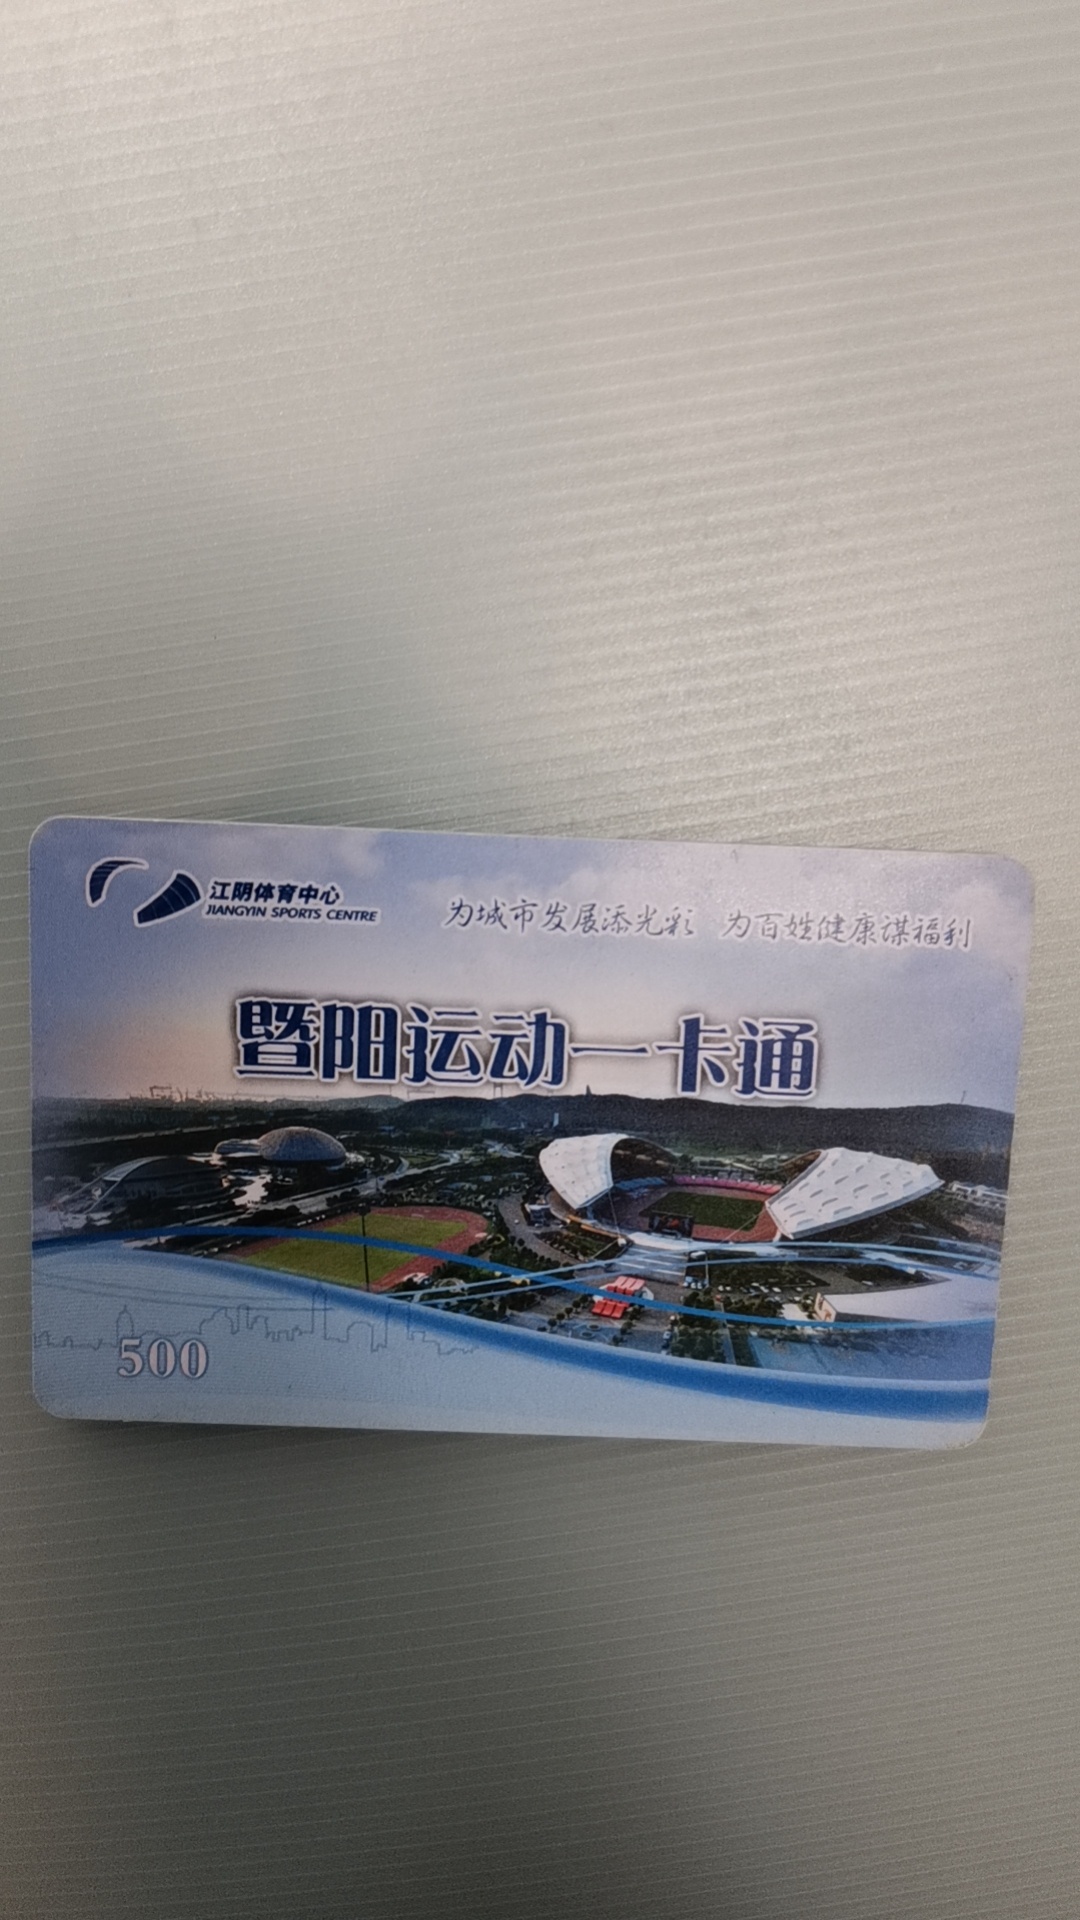 江阴体育中心
JIANGYIN SPORTS CENTRE
为城市发展添光彩 为百姓健康谋福利
暨阳运动一卡通
500